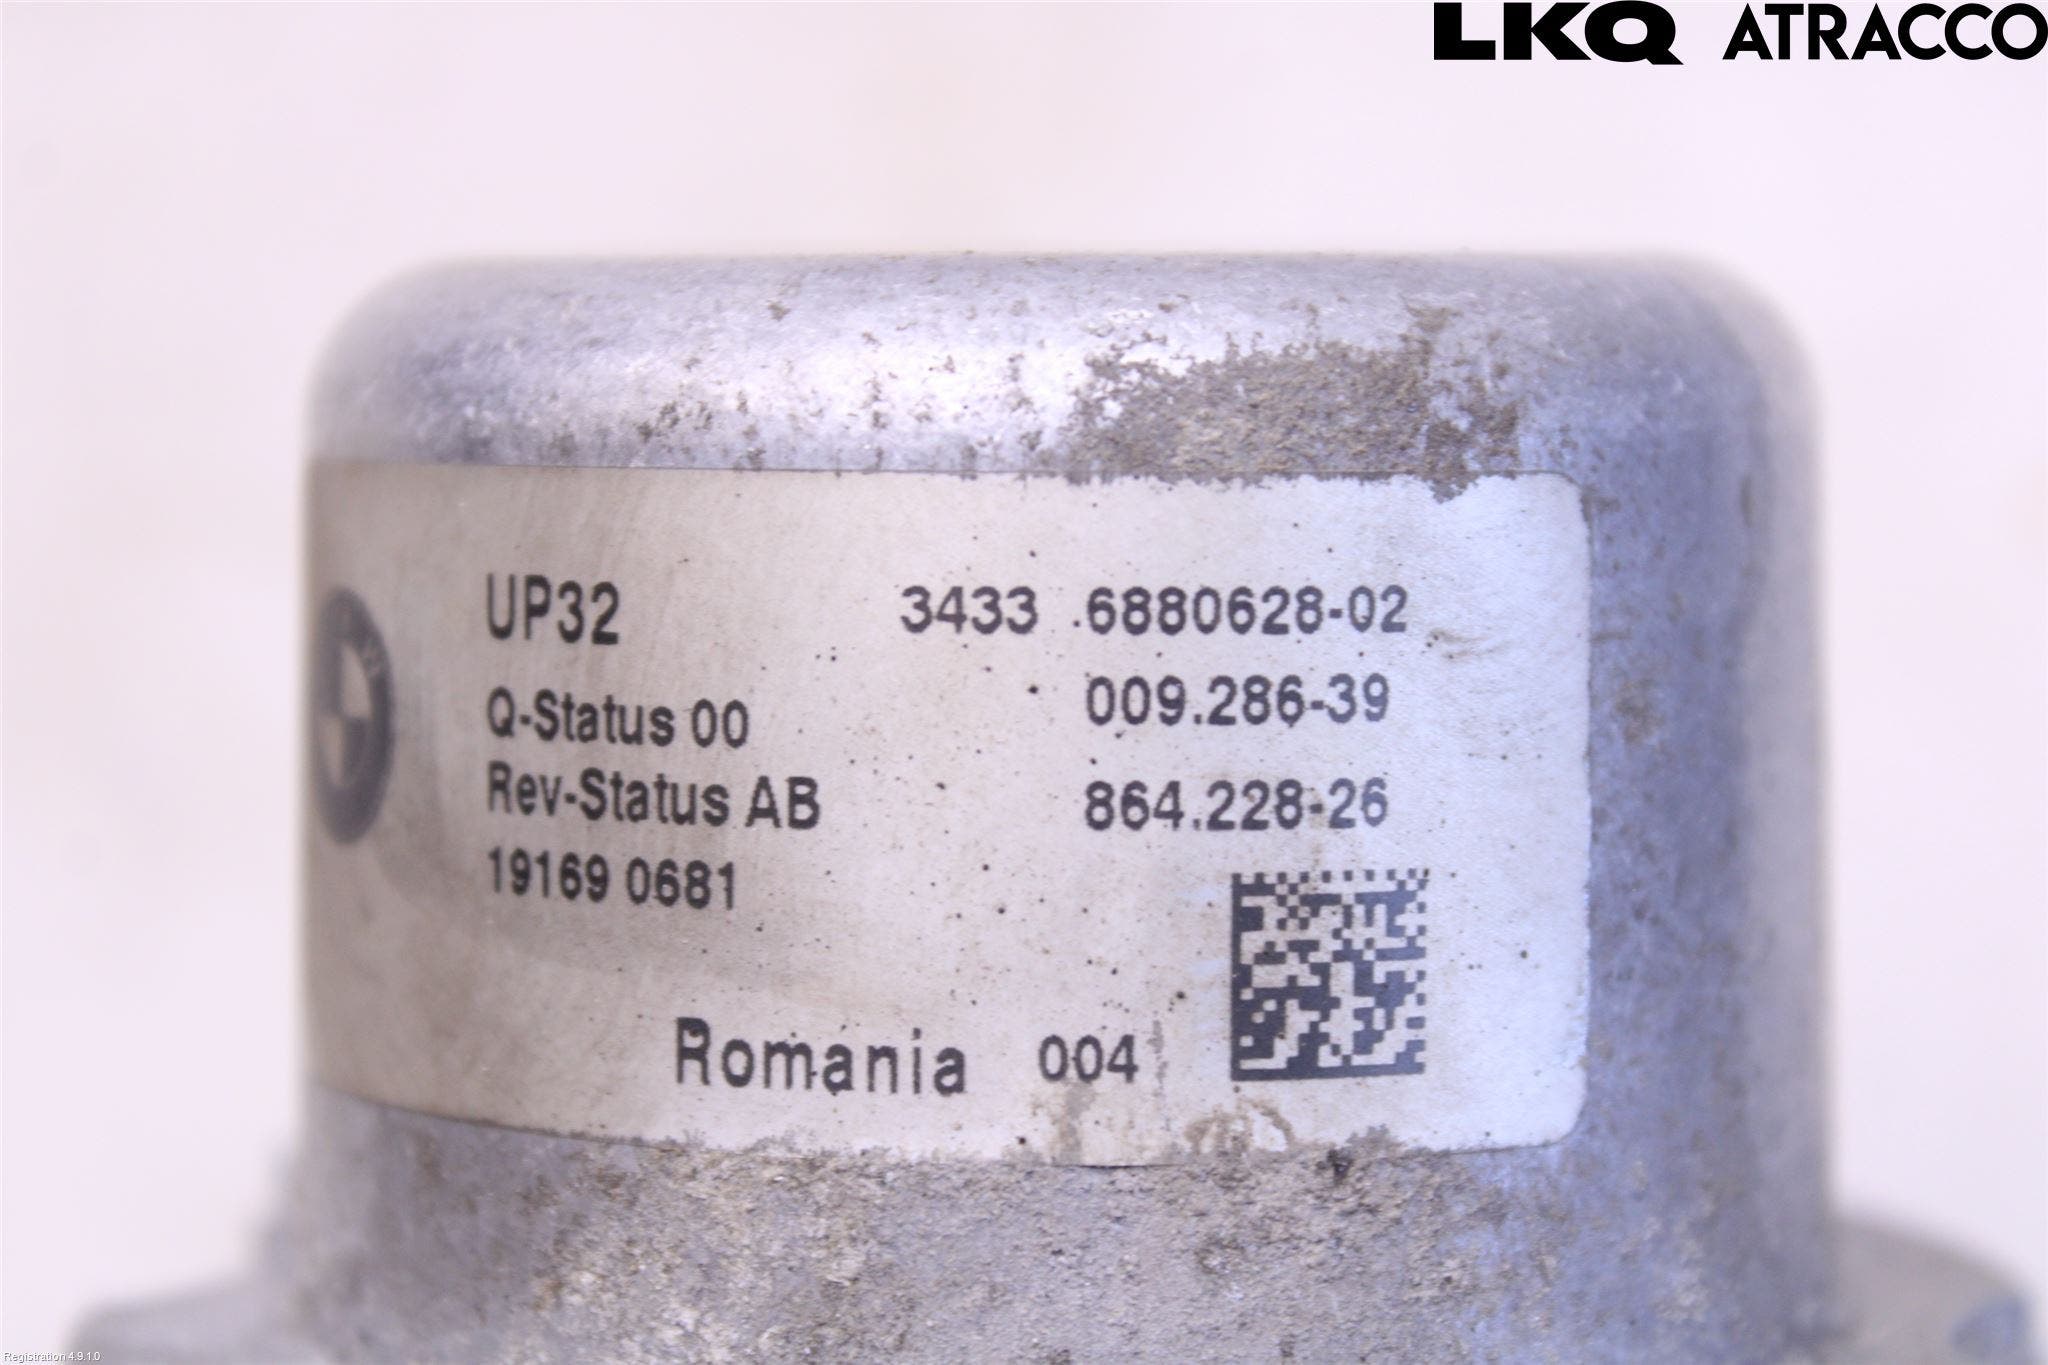 LKQ ATRACCO
UP32 3433 .6880628-02
Q-Status 00 009.286-39
Rev-Status AB 864.228-26
19169 0681
Romania 004
Registration 4.9.1.0